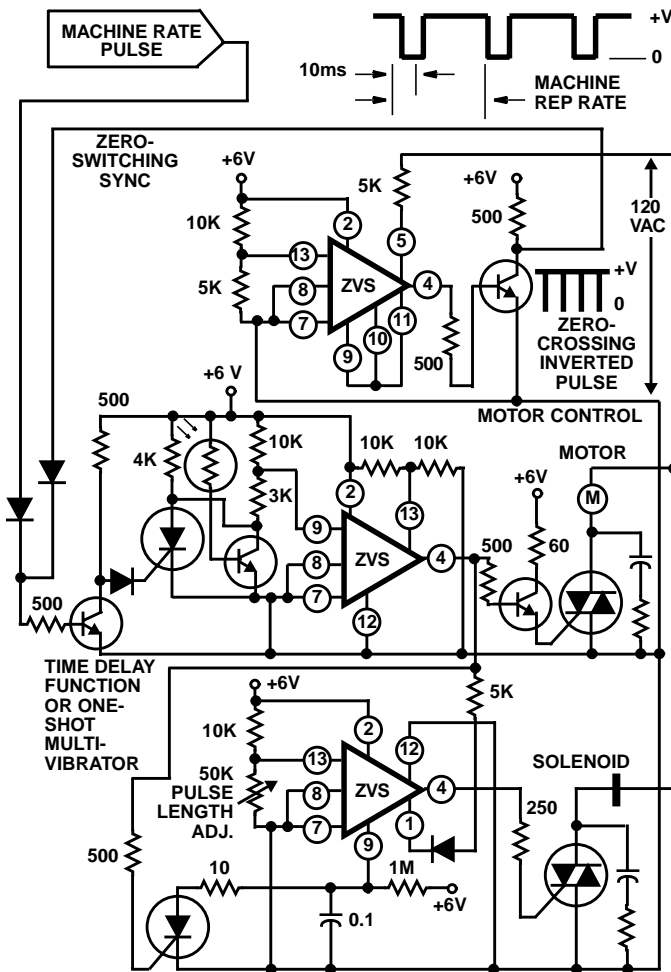 MACHINE RATE
PULSE
+V
0
10ms
MACHINE
REP RATE
ZERO-
SWITCHING
SYNC
+6V
5K
+6V
10K
2
5
500
120
VAC
13
5K
8
ZVS
4
+V
0
7
11
10
9
500
ZERO-
CROSSING
INVERTED
PULSE
MOTOR CONTROL
+6 V
500
4K
10K
10K
10K
MOTOR
3K
2
+6V
M
9
13
8
ZVS
4
500
60
7
12
500
TIME DELAY
FUNCTION
OR ONE-
SHOT
MULTI-
VIBRATOR
+6V
5K
10K
2
12
13
SOLENOID
50K
PULSE
LENGTH
ADJ.
8
ZVS
4
250
7
1
9
500
10
1M
+6V
0.1